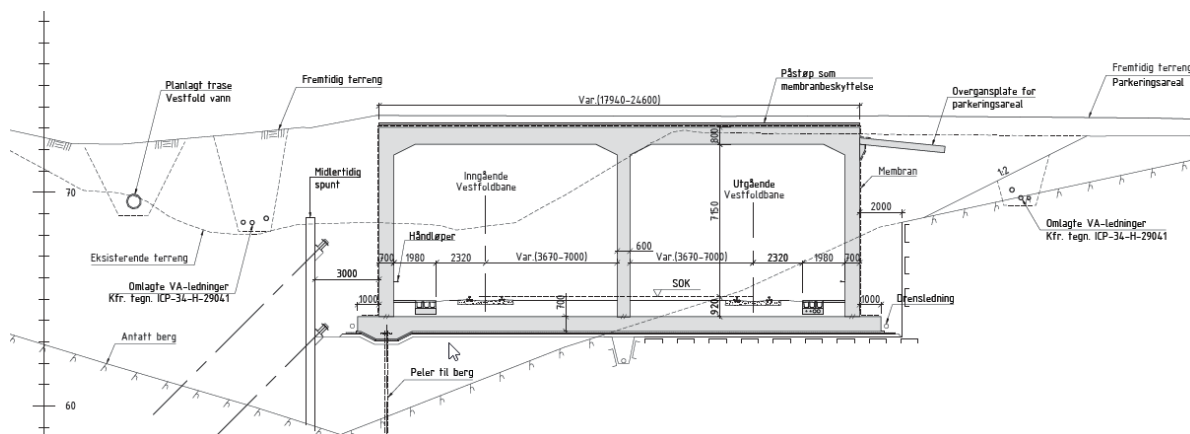 Planlagt trase
Vestfold vann
Fremtidig terreng
Var.(17940-24600)
Påstøp som
membranbeskyttelse
Overgansplate for
parkeringsareal
Fremtidig terreng
Parkeringsareal
800
70
Midlertidig
spunt
Inngående
Vestfoldbane
Utgående
Vestfoldbane
7150
Membran
1:2
2000
Omlagte VA-ledninger
Kfr. tegn. ICP-34-H-29041
Eksisterende terreng
Håndløper
600
Omlagte VA-ledninger
Kfr. tegn. ICP-34-H-29041
3000
700
1980
2320
Var.(3670-7000)
Var.(3670-7000)
2320
1980
700
SOK
1000
700
920
1000
Drensledning
Antatt berg
Peler til berg
60